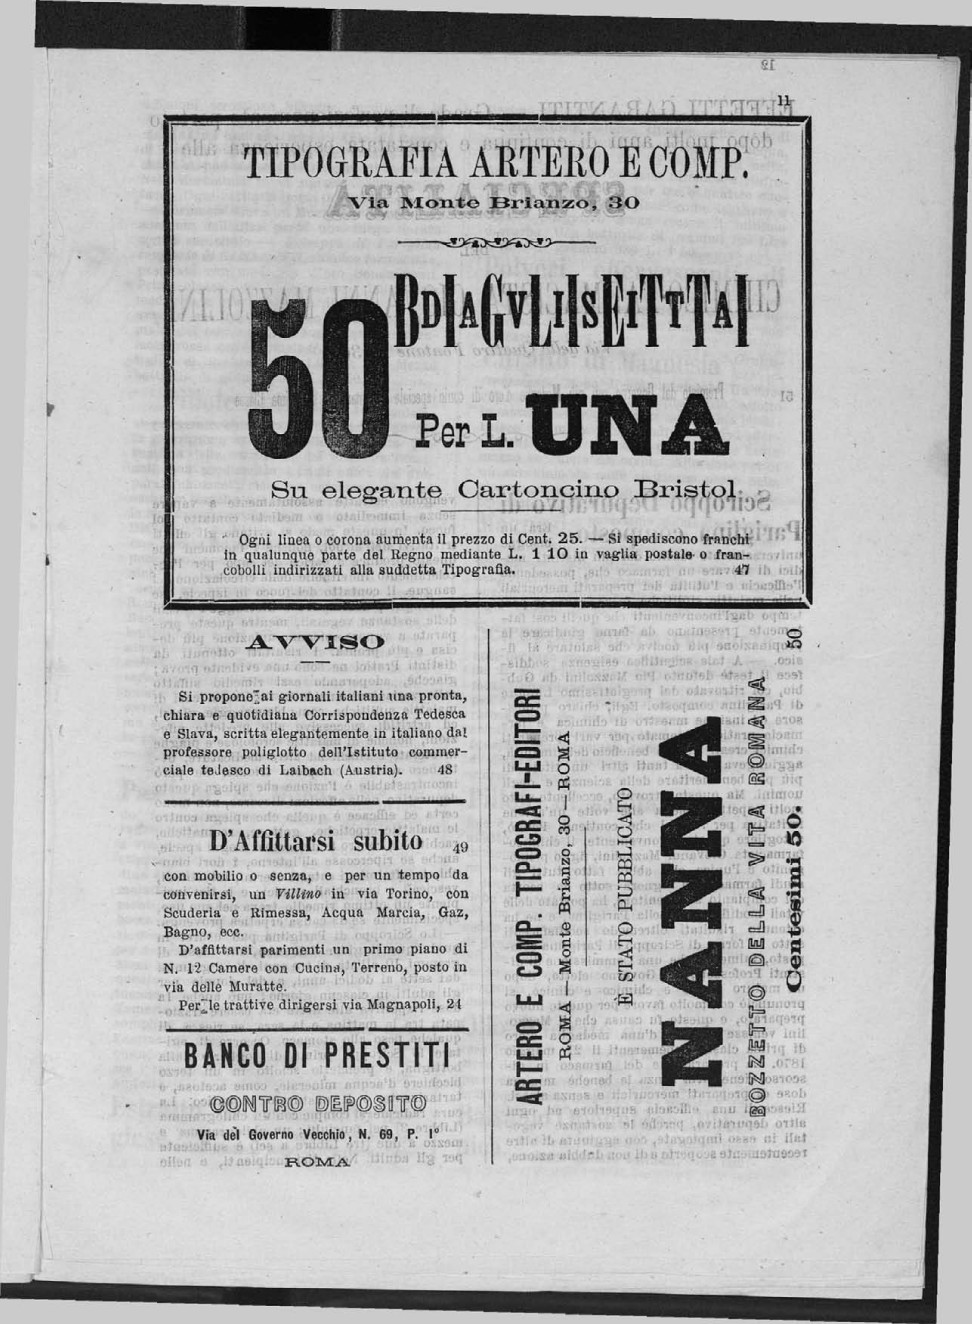 11
TIPOGRAFIA ARTERO E COMP.
Via Monte Brianzo, 30
50 BIGLIETTI DA VISITA
Per L. UNA
Su elegante Cartoncino Bristol
Ogni linea o corona aumenta il prezzo di Cent. 25. — Si spediscono franchi
in qualunque parte del Regno mediante L. 1 10 in vaglia postale o fran-
cobolli indirizzati alla suddetta Tipografia. 47
AVVISO
Si propone ai giornali italiani una pronta,
chiara e quotidiana Corrispondenza Tedesca
e Slava, scritta elegantemente in italiano dal
professore poliglotto dell'Istituto commer-
ciale tedesco di Laibach (Austria). 48
D'Affittarsi subito 49
con mobilio o senza, e per un tempo da
convenirsi, un Villino in via Torino, con
Scuderia e Rimessa, Acqua Marcia, Gaz,
Bagno, ecc.
D'affittarsi parimenti un primo piano di
N. 12 Camere con Cucina, Terreno, posto in
via delle Muratte.
Per le trattive dirigersi via Magnapoli, 24
BANCO DI PRESTITI
CONTRO DEPOSITO
Via del Governo Vecchio, N. 69, P. 1°
ROMA
ARTERO E COMP. TIPOGRAFI-EDITORI
ROMA — Monte Brianzo, 30 — ROMA
È STATO PUBBLICATO
NANNA
BOZZETTO DELLA VITA ROMANA
Centesimi 50. 50